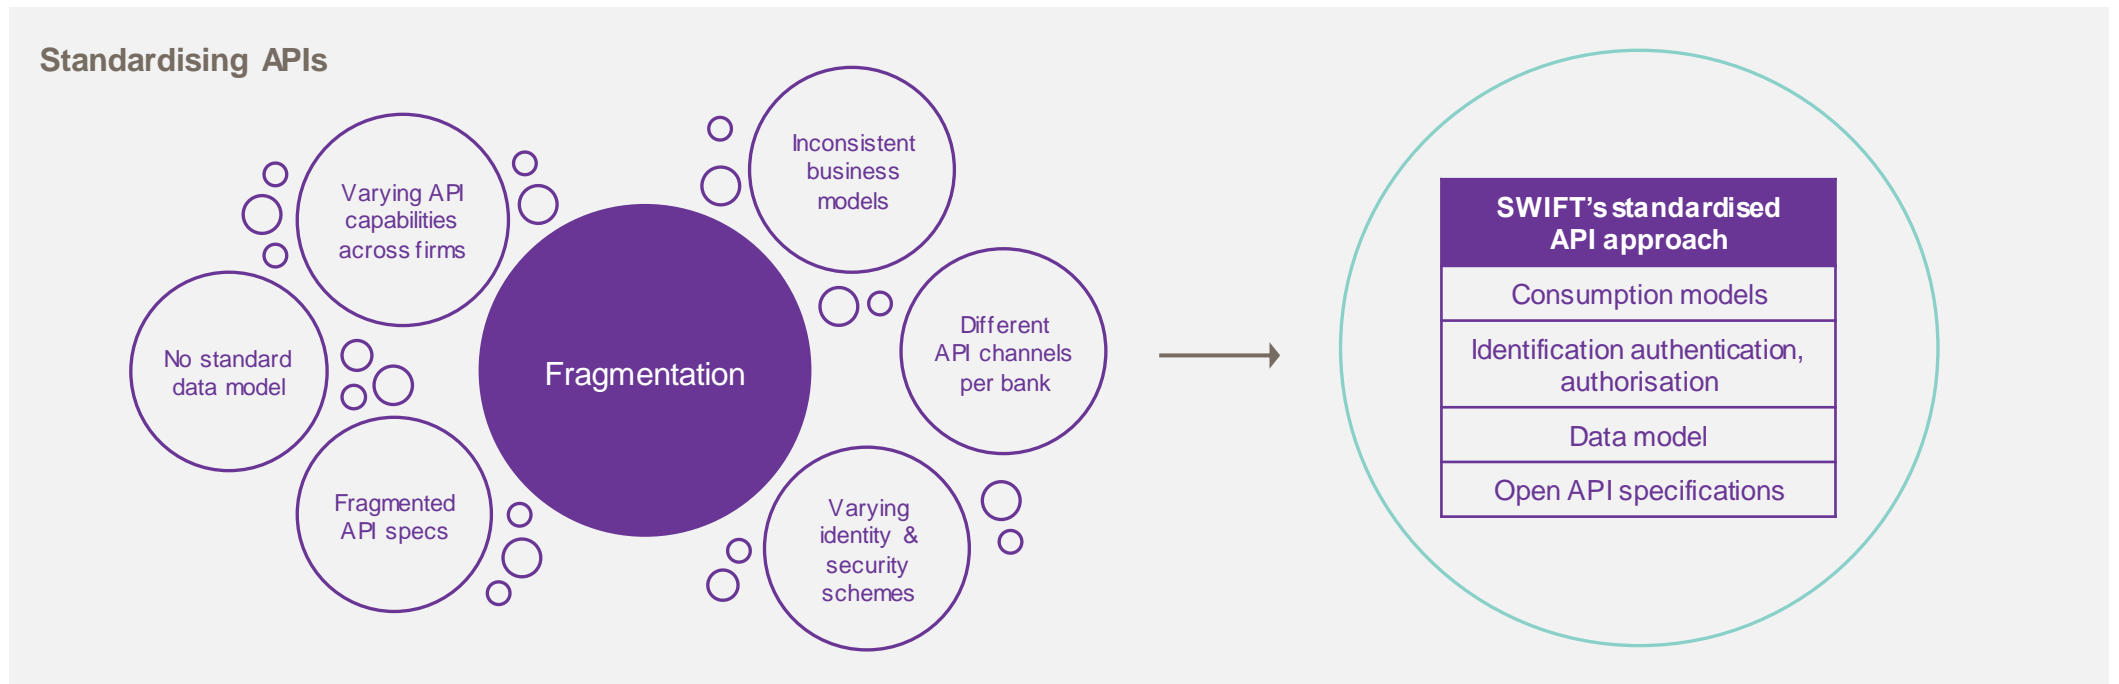 Standardising APIs
Varying API
capabilities
across firms
Inconsistent
business
models
No standard
data model
Fragmentation
Different
API channels
per bank
Fragmented
API specs
Varying
identity &
security
schemes
SWIFT's standardised
API approach
Consumption models
Identification authentication,
authorisation
Data model
Open API specifications